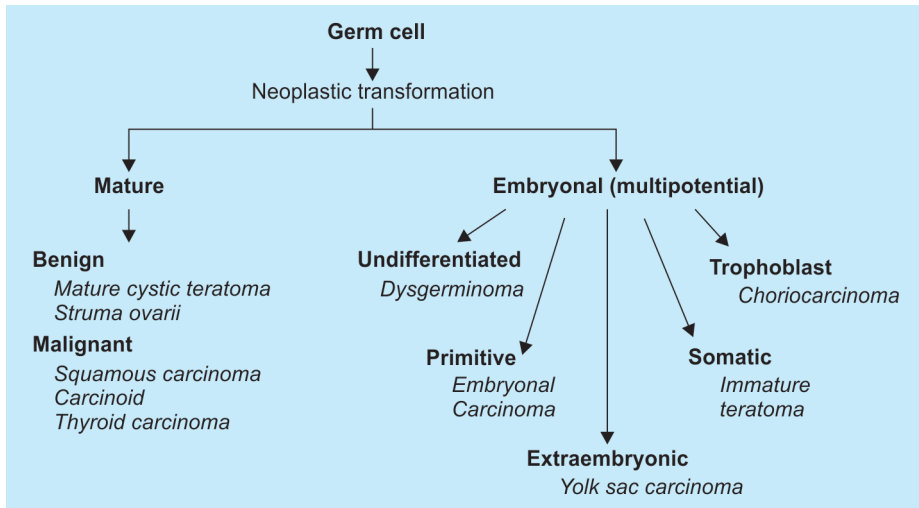 Germ cell
Neoplastic transformation
Mature
Benign
Mature cystic teratoma
Struma ovarii
Malignant
Squamous carcinoma
Carcinoid
Thyroid carcinoma
Embryonal (multipotential)
Undifferentiated
Dysgerminoma
Primitive
Embryonal
Carcinoma
Extraembryonic
Yolk sac carcinoma
Somatic
Immature
teratoma
Trophoblast
Choriocarcinoma